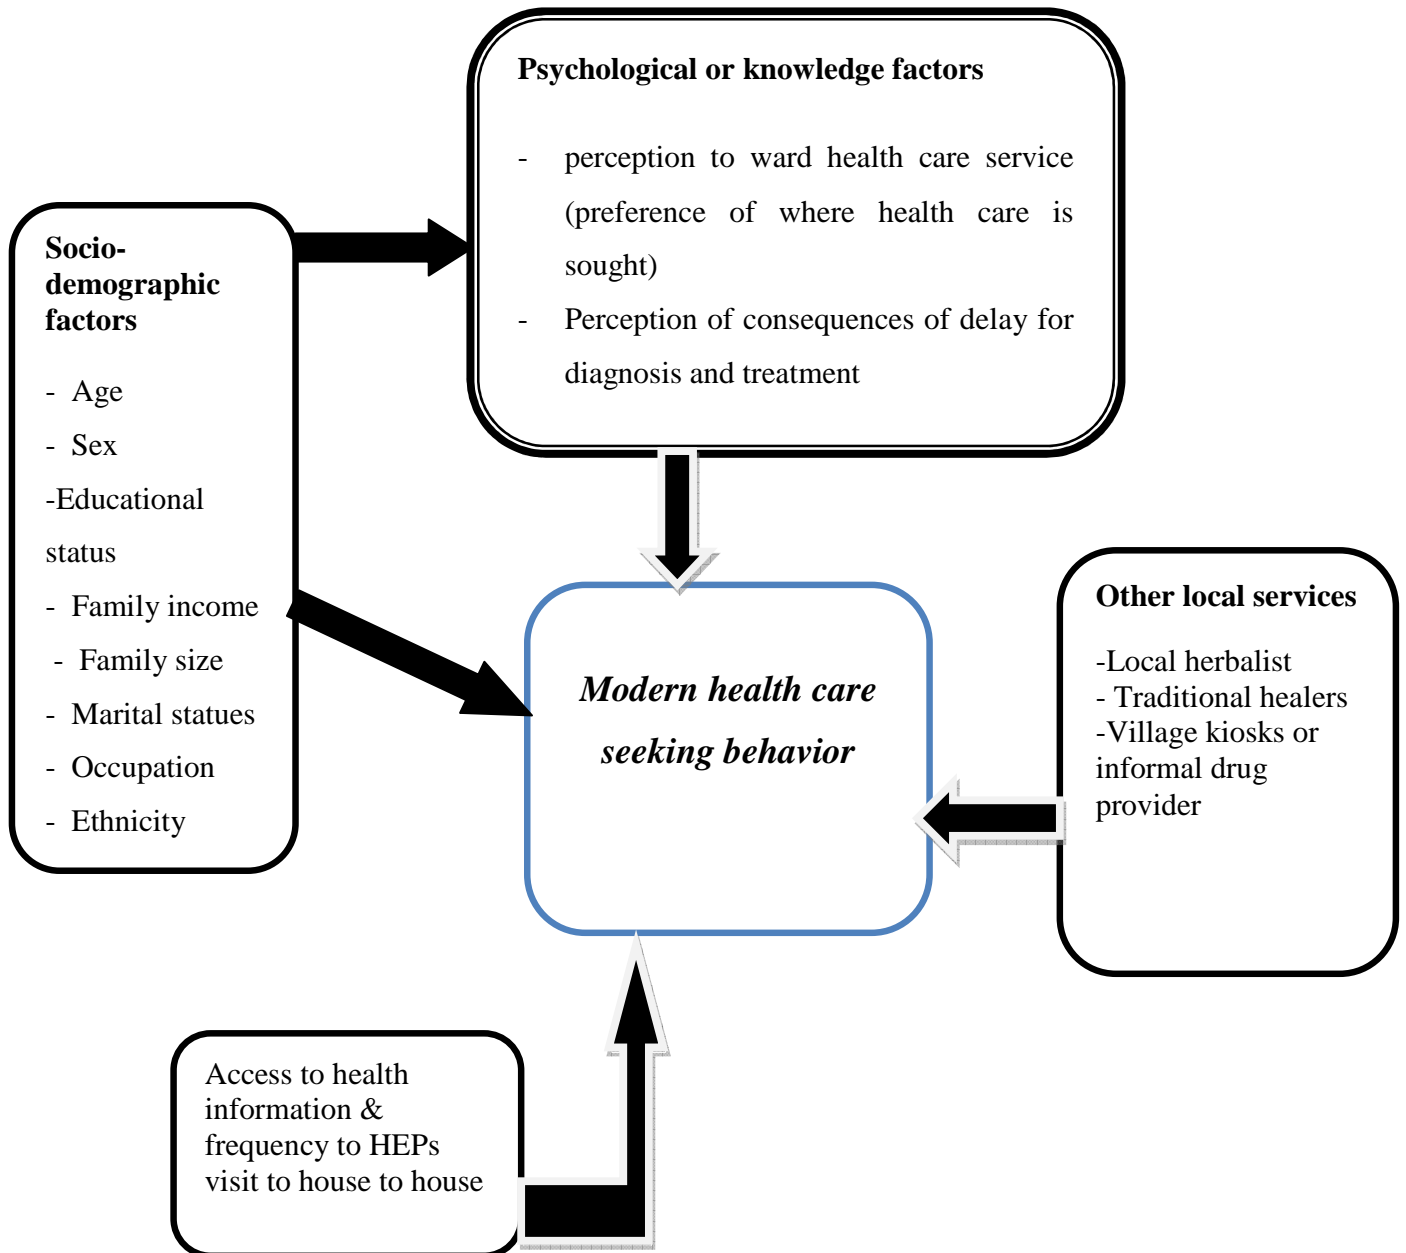 Psychological or knowledge factors
- perception to ward health care service
(preference of where health care is
sought)
- Perception of consequences of delay for
diagnosis and treatment
Socio-
demographic
factors
- Age
- Sex
-Educational
status
- Family income
- Family size
- Marital statues
- Occupation
- Ethnicity
Modern health care
seeking behavior
Other local services
-Local herbalist
- Traditional healers
-Village kiosks or
informal drug
provider
Access to health
information &
frequency to HEPs
visit to house to house